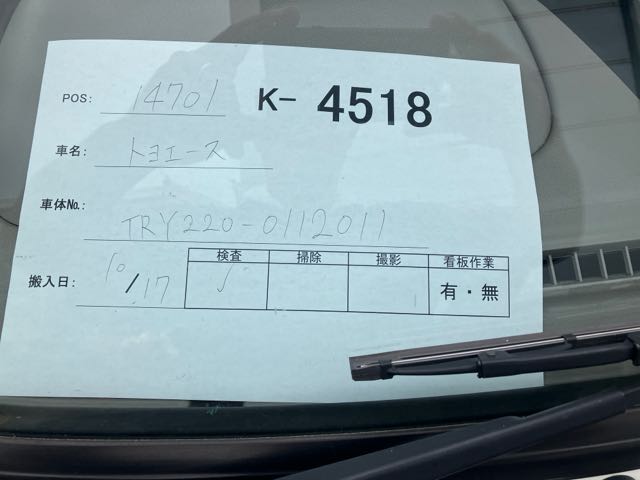 POS: 14701 K- 4518
車名: トヨエース
車体№: TRY220-0112011
検査 掃除 撮影 看板作業
搬入日: 10/17 ✓ 有・無